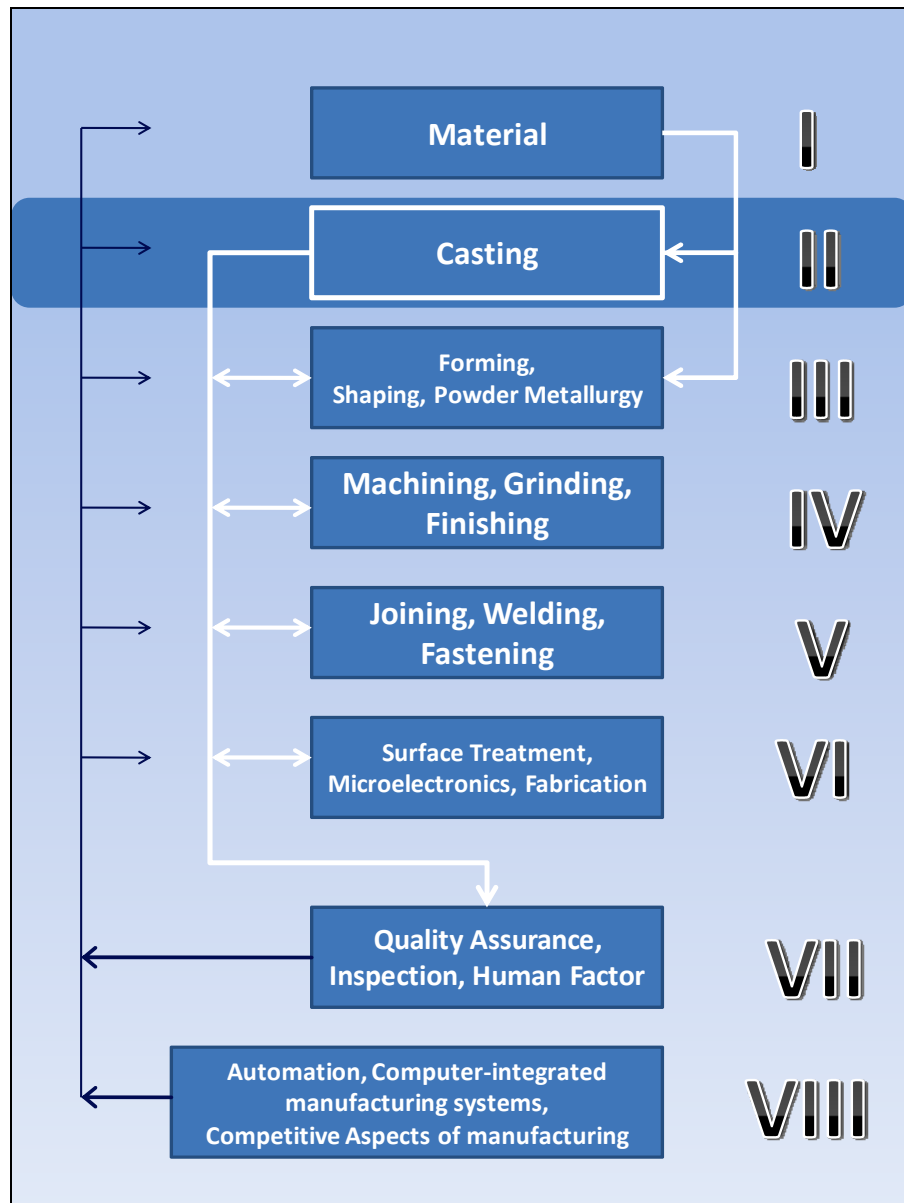 Material
I
Casting
II
Forming,
Shaping, Powder Metallurgy
III
Machining, Grinding,
Finishing
IV
Joining, Welding,
Fastening
V
Surface Treatment,
Microelectronics, Fabrication
VI
Quality Assurance,
Inspection, Human Factor
VII
Automation, Computer-integrated
manufacturing systems,
Competitive Aspects of manufacturing
VIII